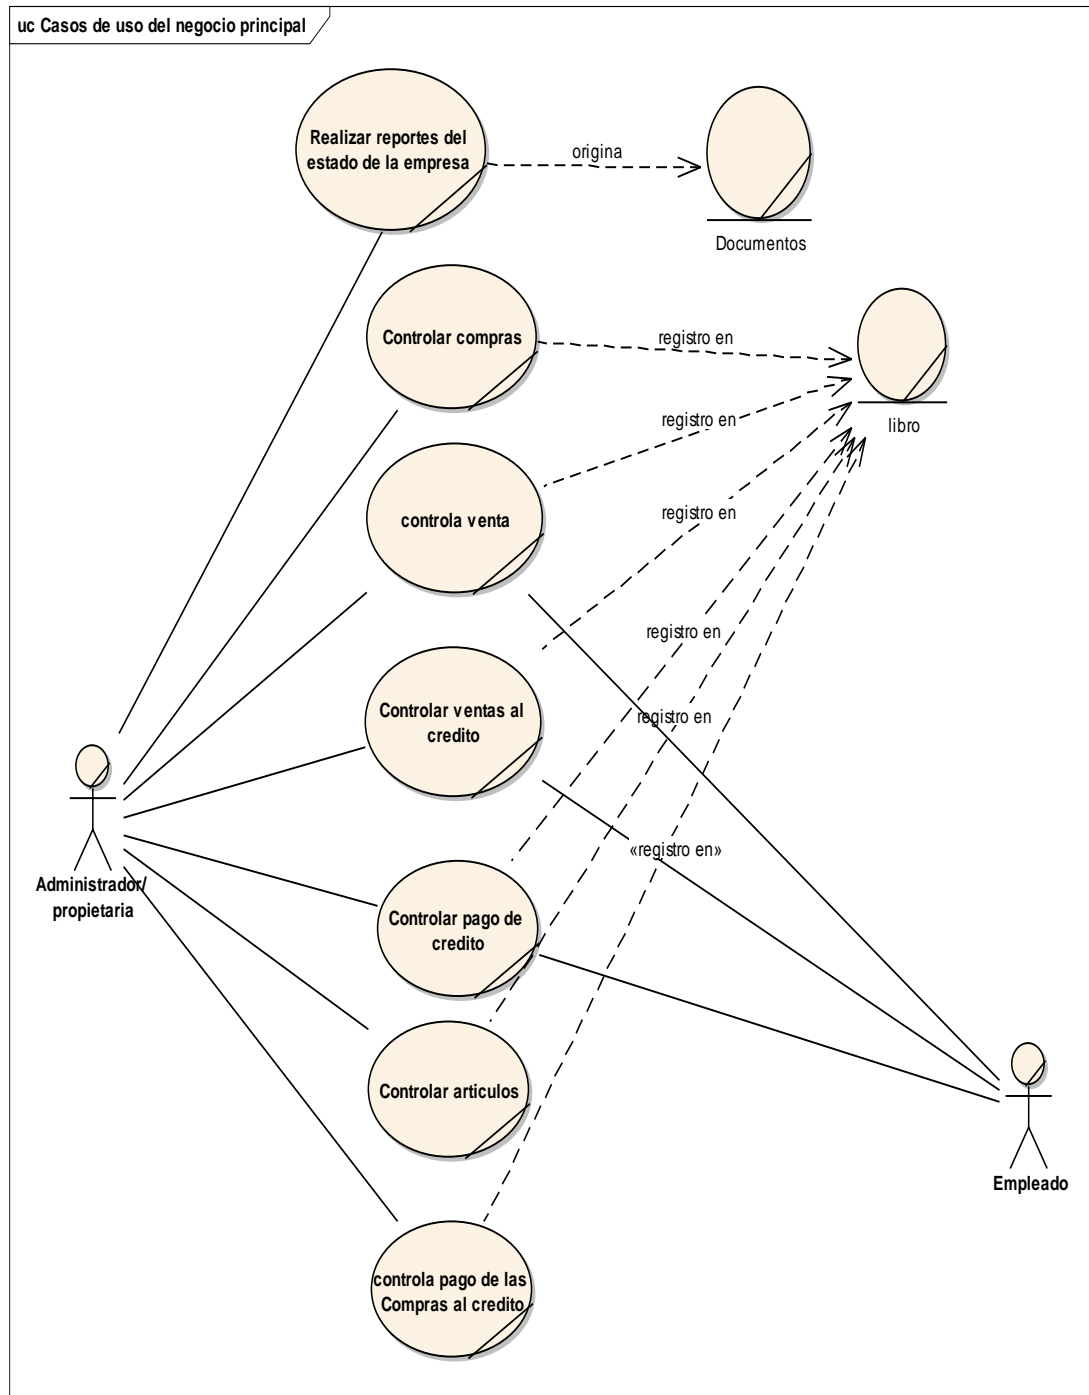 uc Casos de uso del negocio principal
Realizar reportes del
estado de la empresa
origina
Documentos
Controlar compras
registro en
libro
registro en
controla venta
registro en
registro en
Controlar ventas al
credito
registro en
«registro en»
Administrador/
propietaria
Controlar pago de
credito
Controlar articulos
Empleado
controla pago de las
Compras al credito